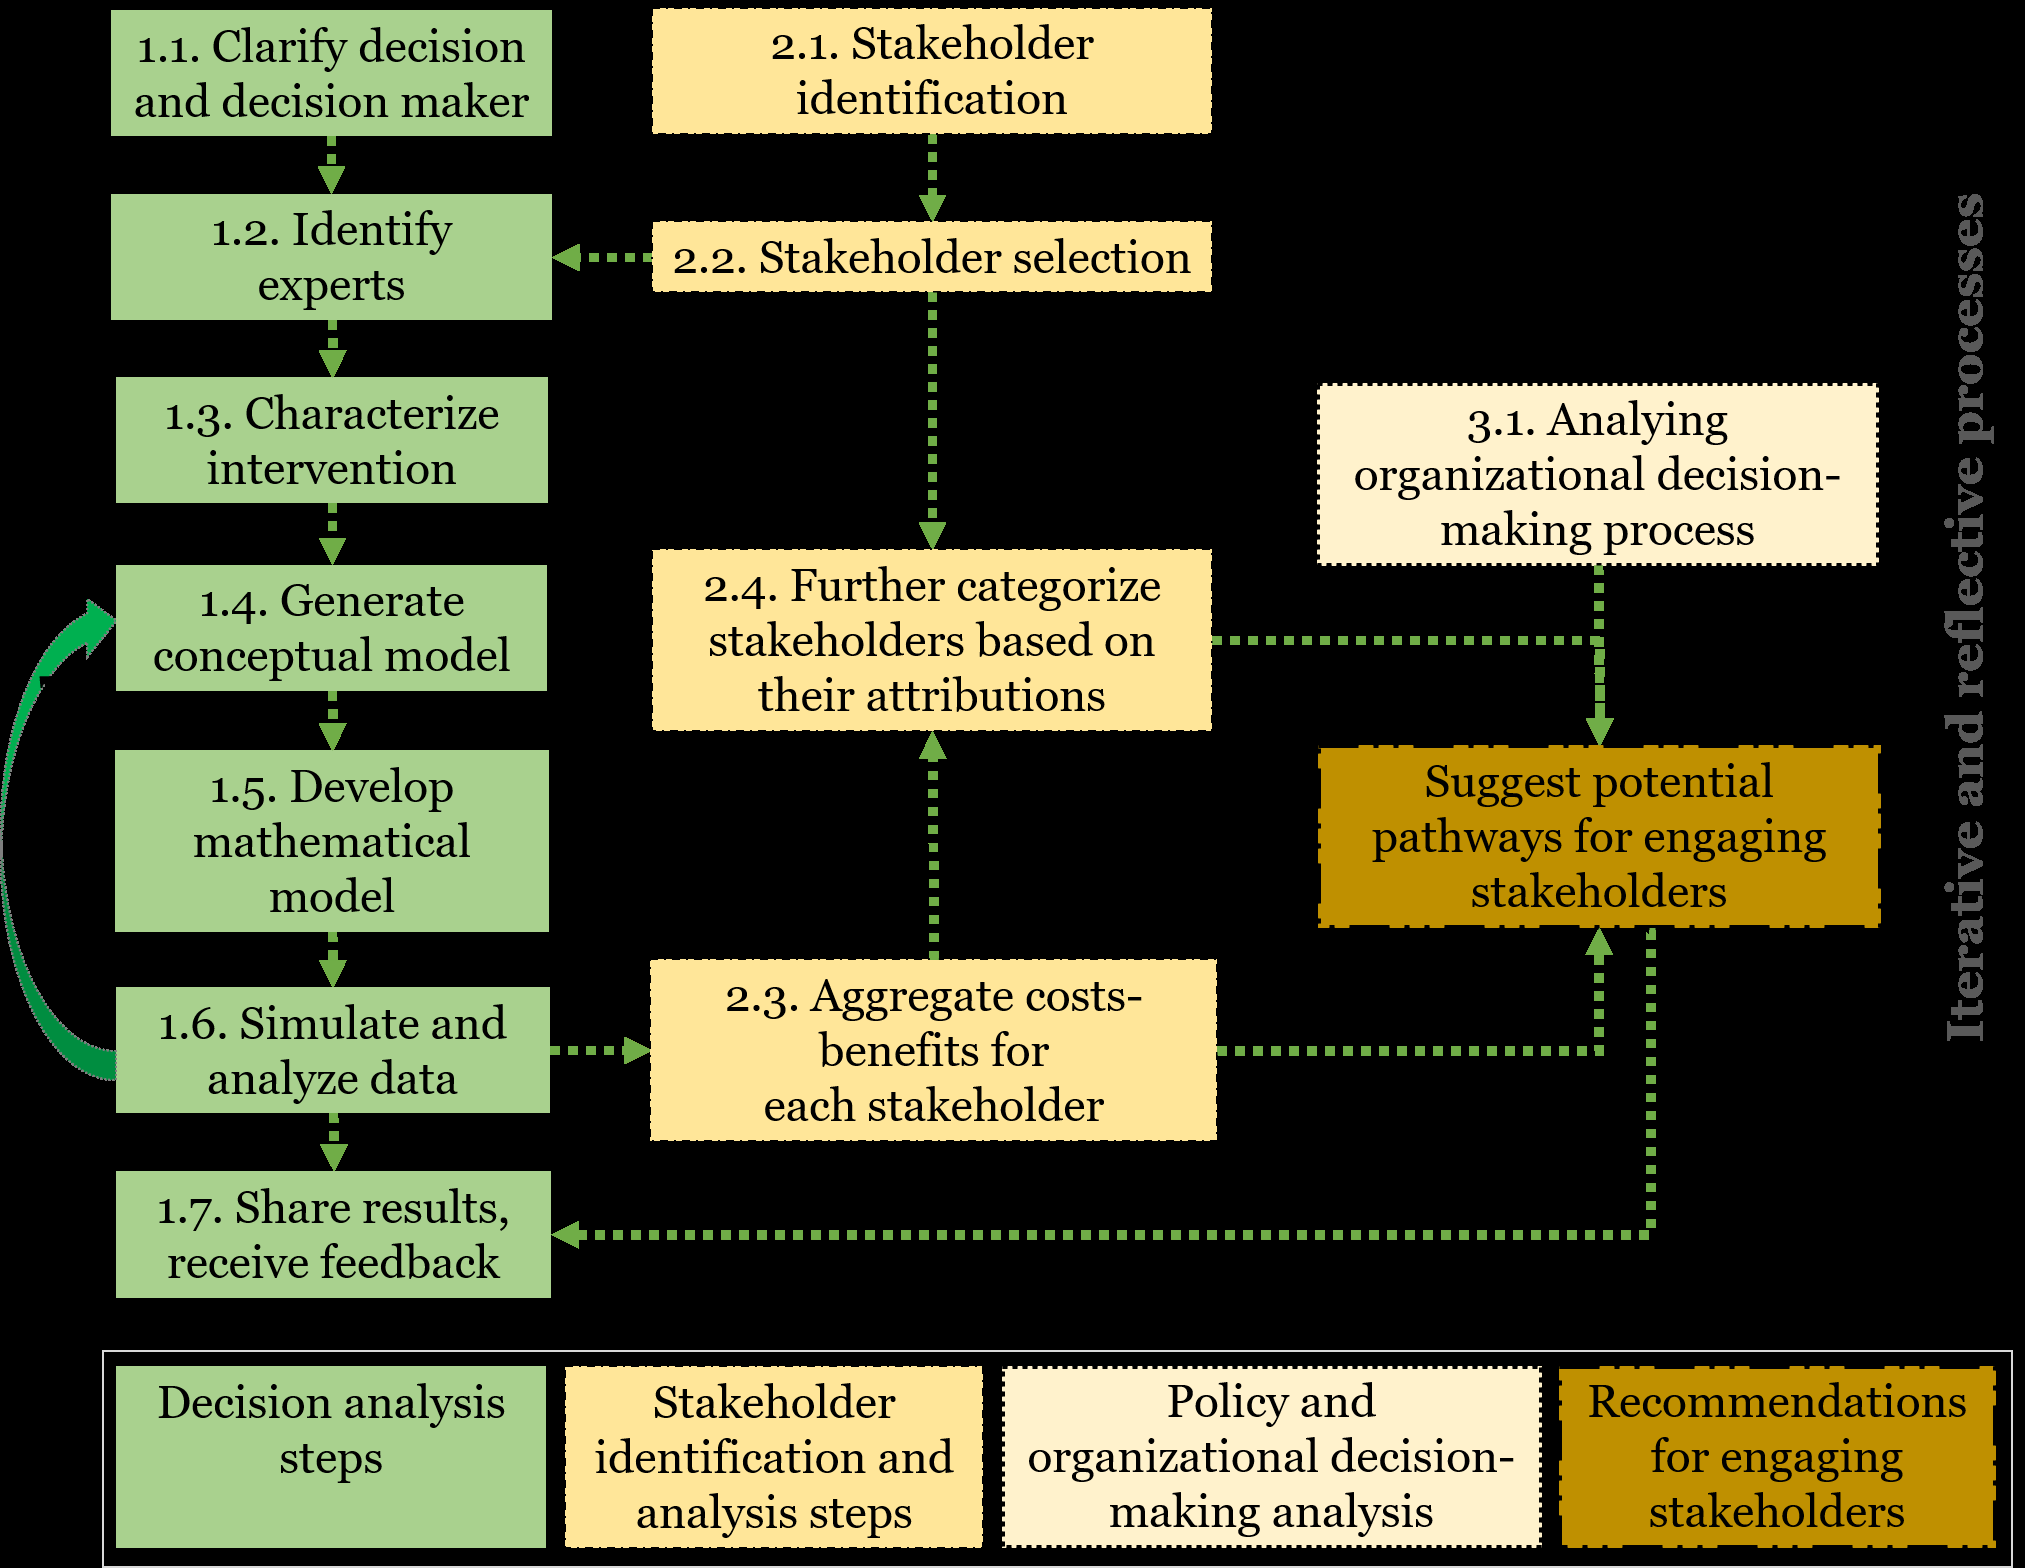 1.1. Clarify decision
and decision maker
2.1. Stakeholder
identification
1.2. Identify
experts
2.2. Stakeholder selection
1.3. Characterize
intervention
3.1. Analying
organizational decision-
making process
1.4. Generate
conceptual model
2.4. Further categorize
stakeholders based on
their attributions
1.5. Develop
mathematical
model
Suggest potential
pathways for engaging
stakeholders
1.6. Simulate and
analyze data
2.3. Aggregate costs-
benefits for
each stakeholder
1.7. Share results,
receive feedback
Iterative and reflective processes
Decision analysis
steps
Stakeholder
identification and
analysis steps
Policy and
organizational decision-
making analysis
Recommendations
for engaging
stakeholders